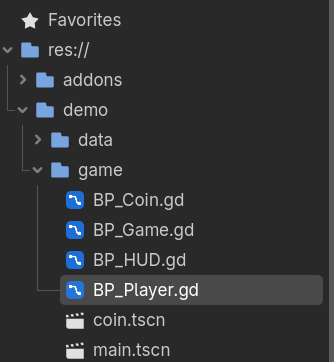 Favorites
res://
addons
demo
data
game
BP_Coin.gd
BP_Game.gd
BP_HUD.gd
BP_Player.gd
coin.tscn
main.tscn